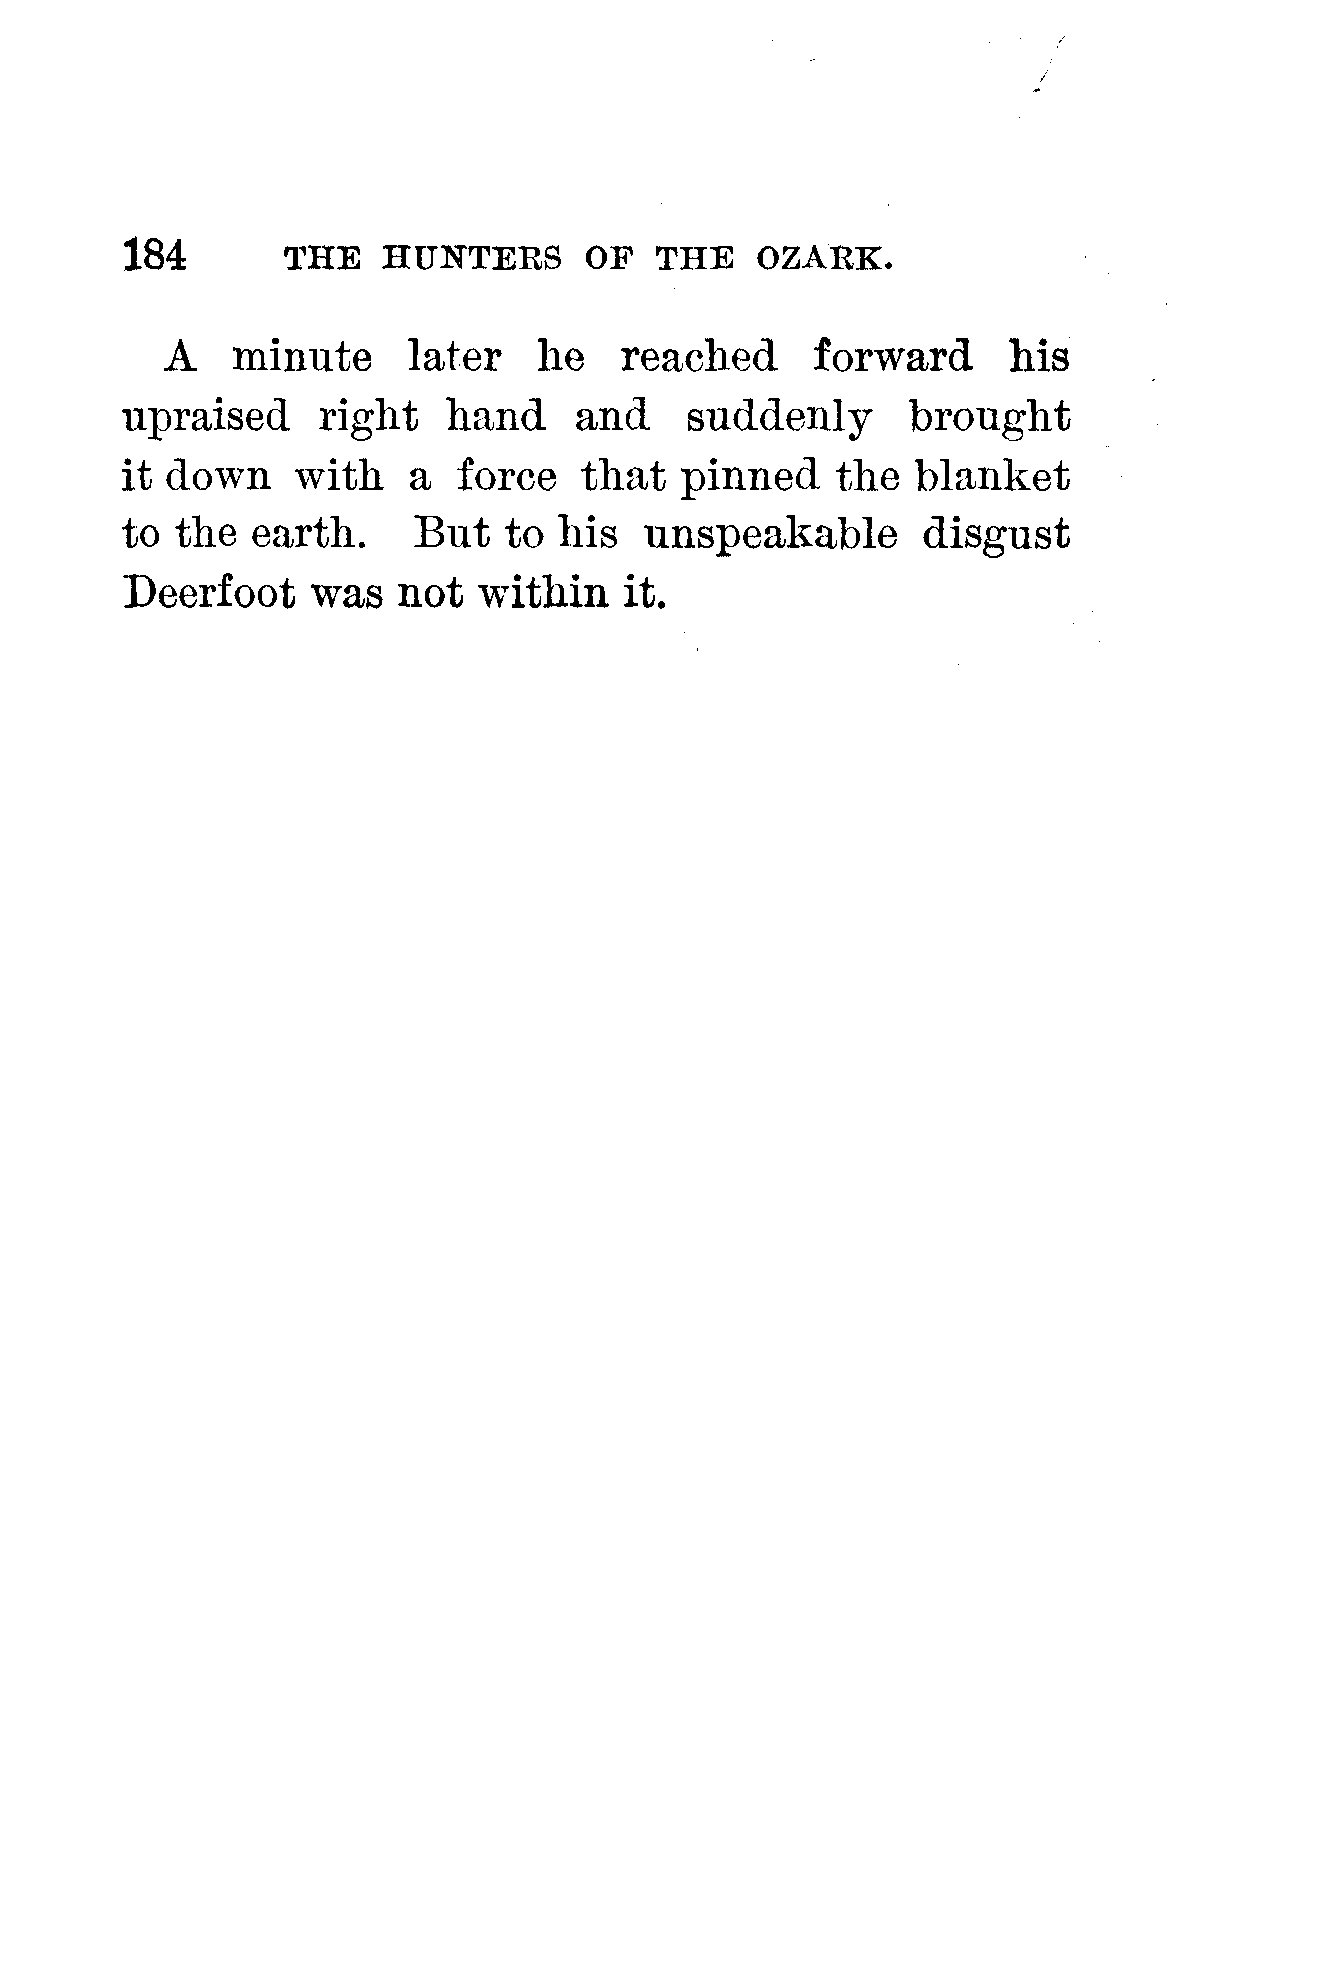 184 THE HUNTERS OF THE OZARK.
A minute later he reached forward his
upraised right hand and suddenly brought
it down with a force that pinned the blanket
to the earth. But to his unspeakable disgust
Deerfoot was not within it.